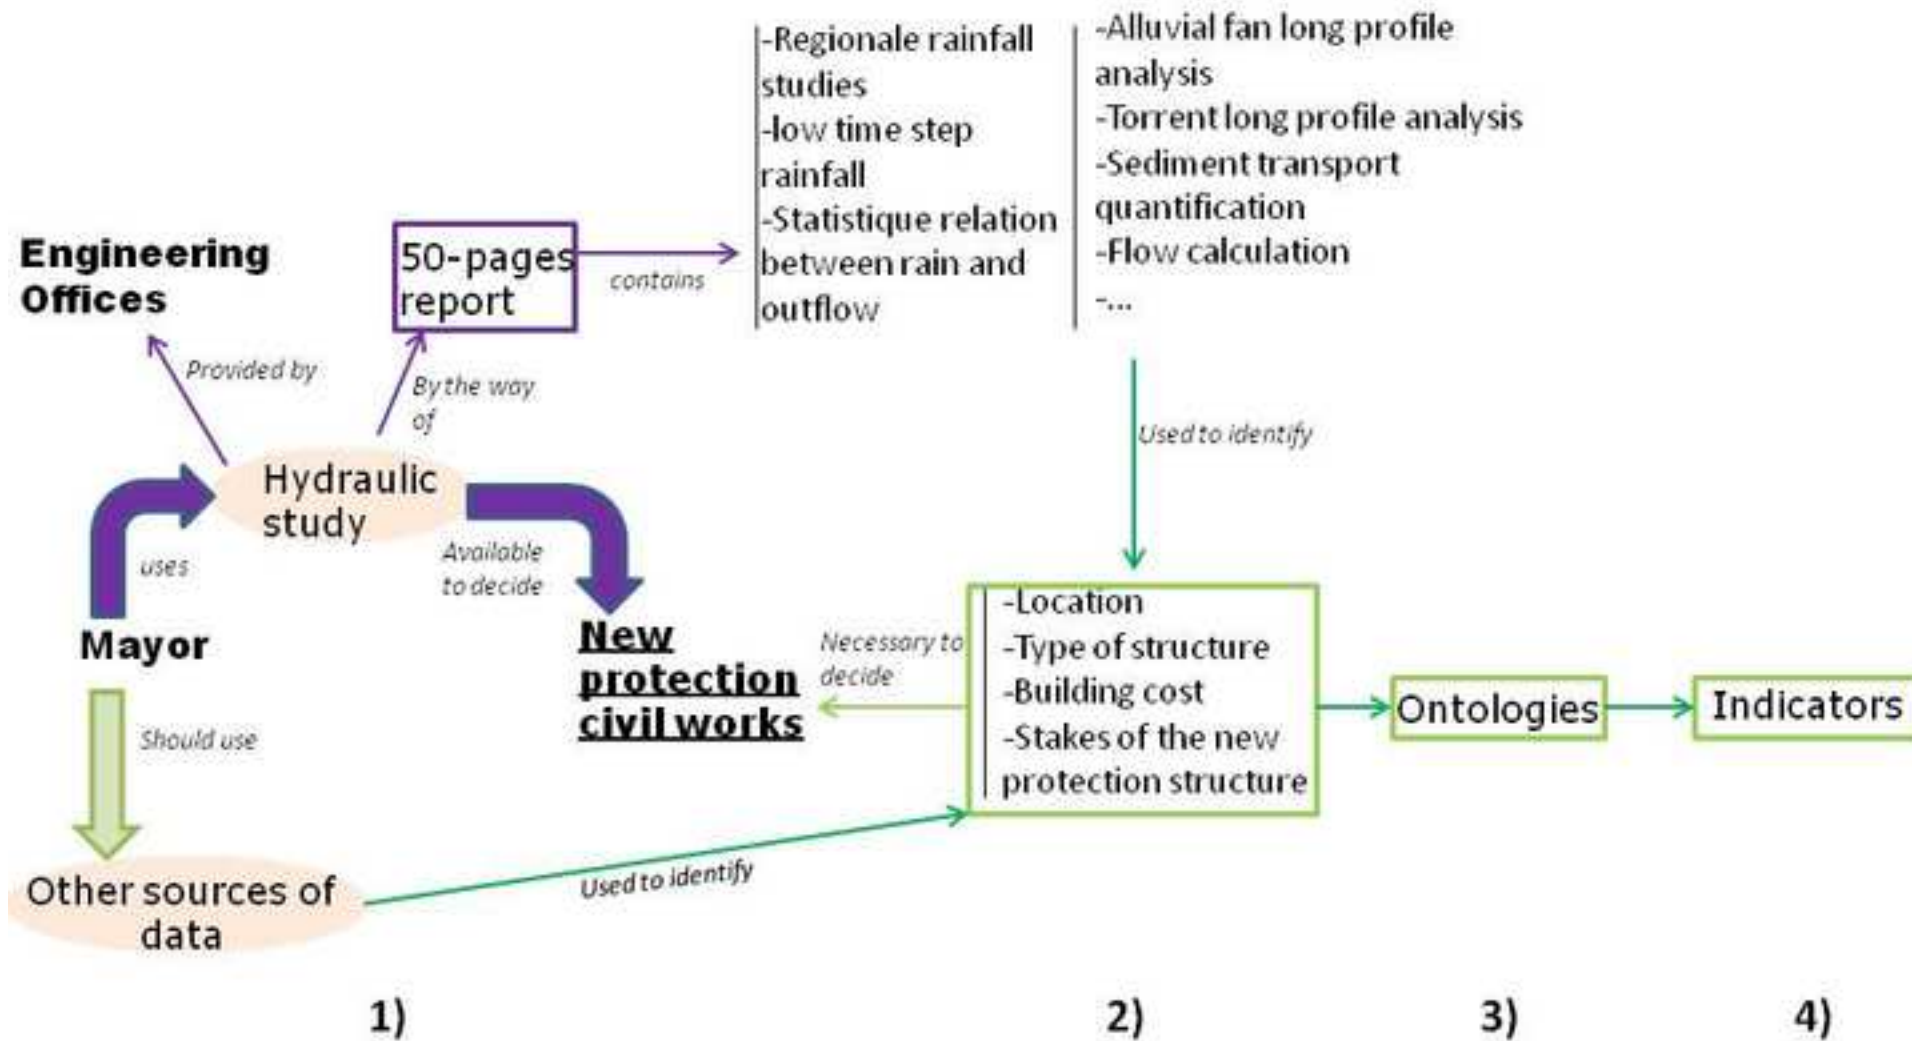 -Regionale rainfall
studies
-low time step
rainfall
-Statistique relation
between rain and
outflow
-Alluvial fan long profile
analysis
-Torrent long profile analysis
-Sediment transport
quantification
-Flow calculation
-...
Engineering
Offices
50-pages
report
contains
Provided by
By the way
of
Used to identify
Hydraulic
study
uses
Available
to decide
Mayor
New
protection
civil works
Necessary to
decide
-Location
-Type of structure
-Building cost
-Stakes of the new
protection structure
Ontologies
Indicators
Should use
Other sources of
data
Used to identify
1)
2)
3)
4)